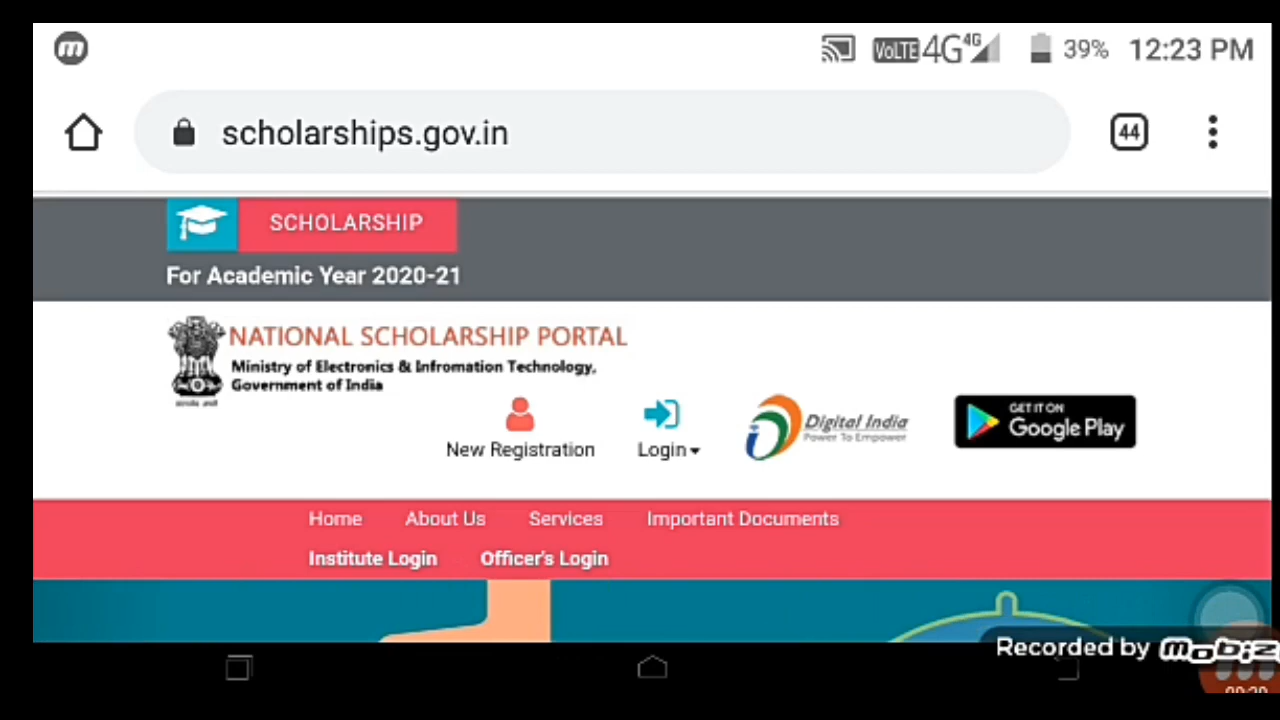 m
VoLTE 4G 4G 39% 12:23 PM
scholarships.gov.in
44
SCHOLARSHIP
For Academic Year 2020-21
NATIONAL SCHOLARSHIP PORTAL
Ministry of Electronics & Infromation Technology,
Government of India
New Registration
Login
Digital India
Power To Empower
GET IT ON
Google Play
Home About Us Services Important Documents
Institute Login Officer's Login
Recorded by mobiz